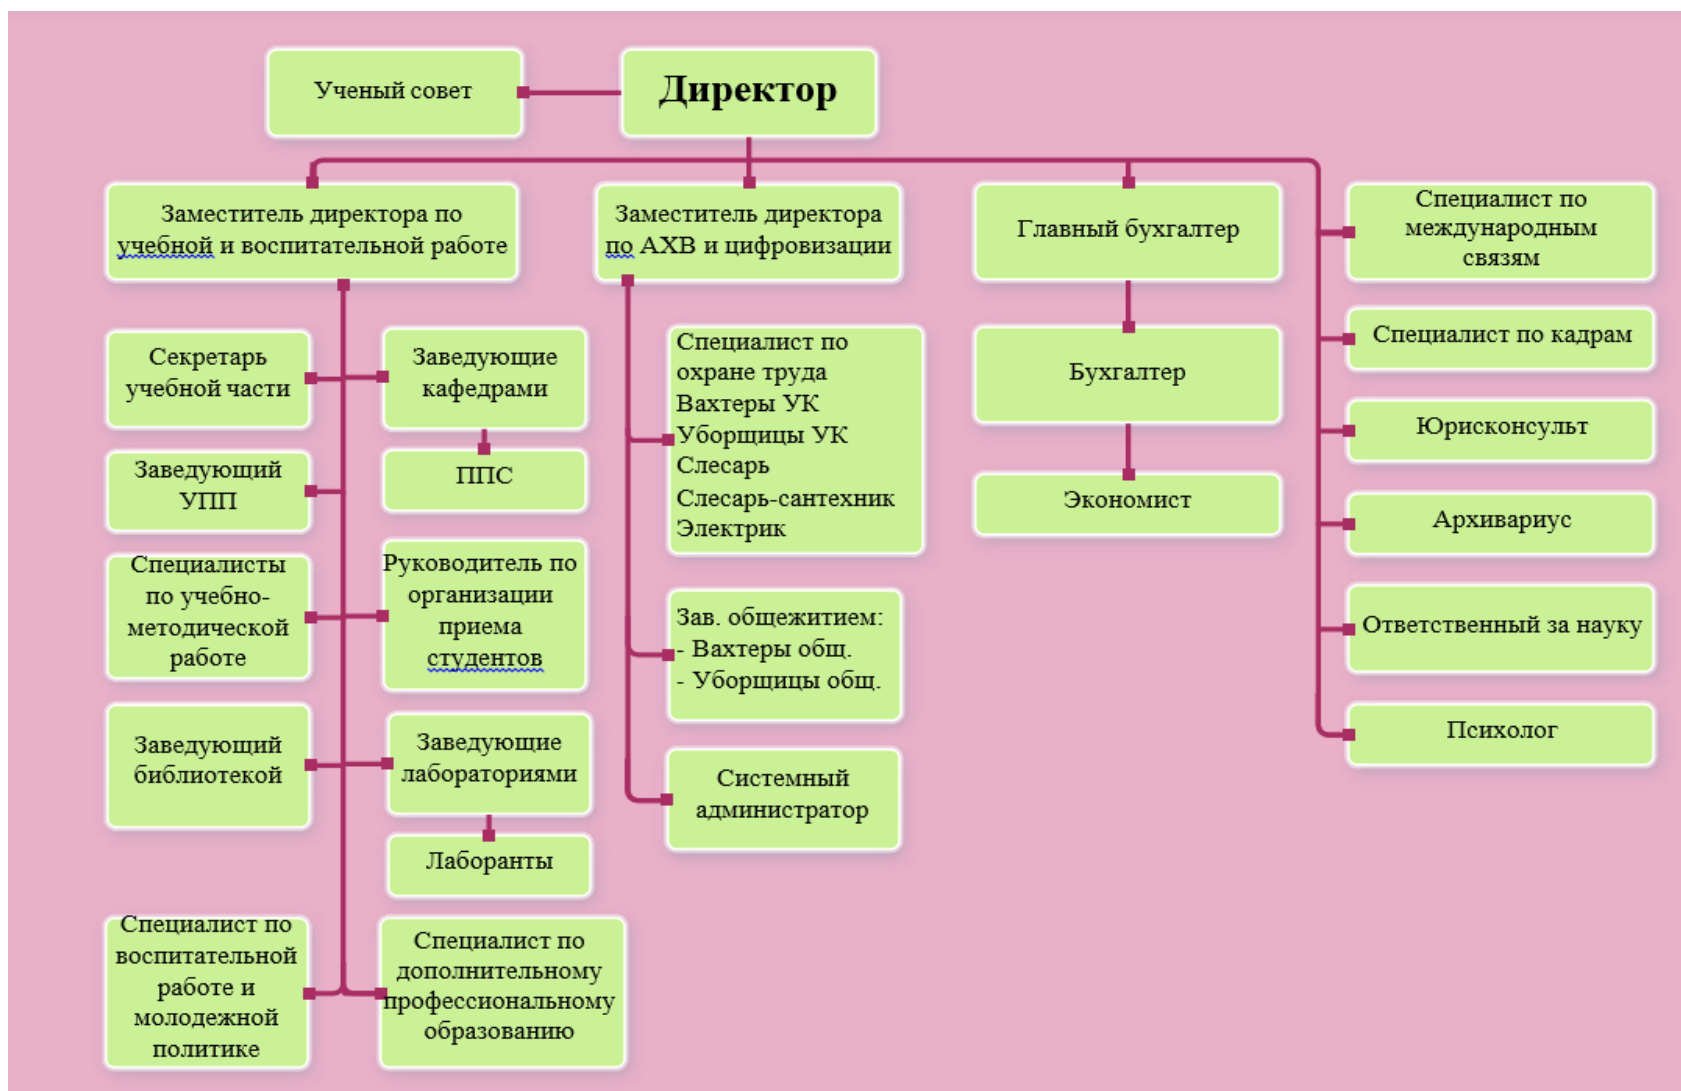 Ученый совет
Директор
Заместитель директора по
учебной и воспитательной работе
Заместитель директора
по АХВ и цифровизации
Главный бухгалтер
Специалист по
международным
связям
Секретарь
учебной части
Заведующие
кафедрами
ППС
Заведующий
УПП
Специалисты
по учебно-
методической
работе
Руководитель по
организации
приема
студентов
Заведующий
библиотекой
Заведующие
лабораториями
Лаборанты
Специалист по
воспитательной
работе и
молодежной
политике
Специалист по
дополнительному
профессиональному
образованию
Специалист по
охране труда
Вахтеры УК
Уборщицы УК
Слесарь
Слесарь-сантехник
Электрик
Зав. общежитием:
- Вахтеры общ.
- Уборщицы общ.
Системный
администратор
Бухгалтер
Экономист
Специалист по кадрам
Юрисконсульт
Архивариус
Ответственный за науку
Психолог